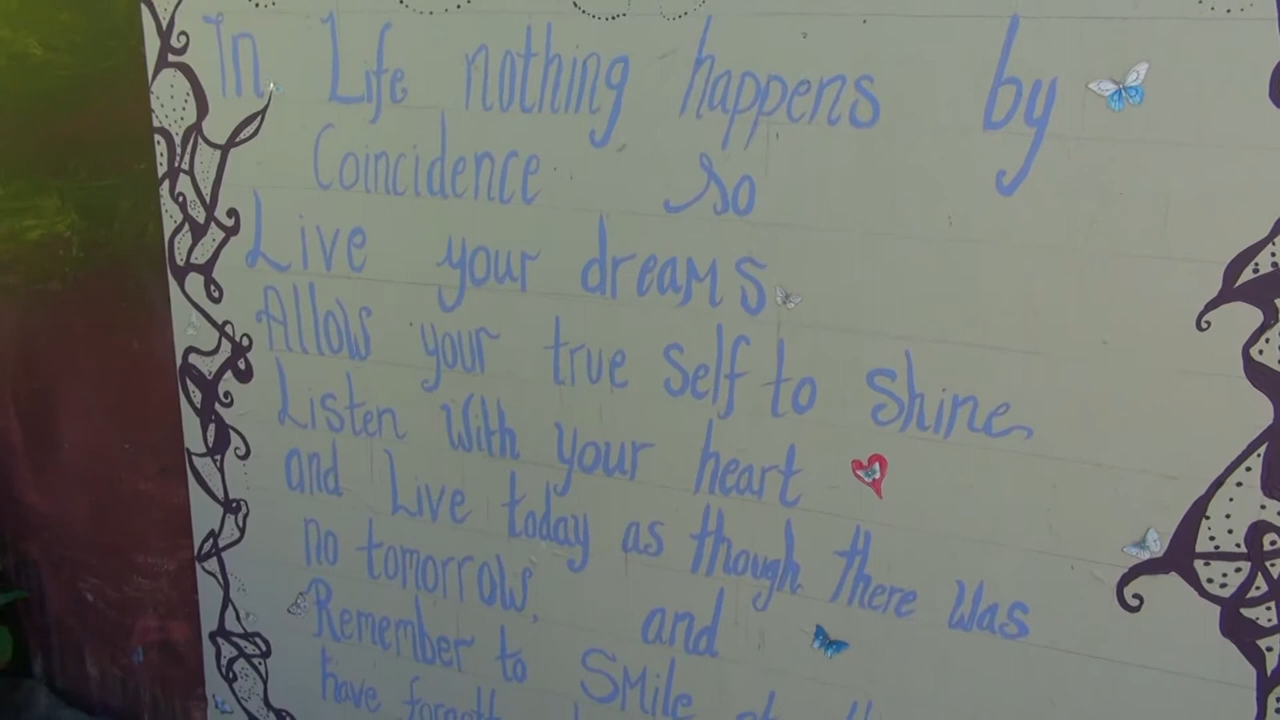 In Life nothing happens by
Coincidence so
Live your dreams
Allow your true self to shine
Listen With your heart
and Live today as though there Was
no tomorrow, and
Remember to SMile
have